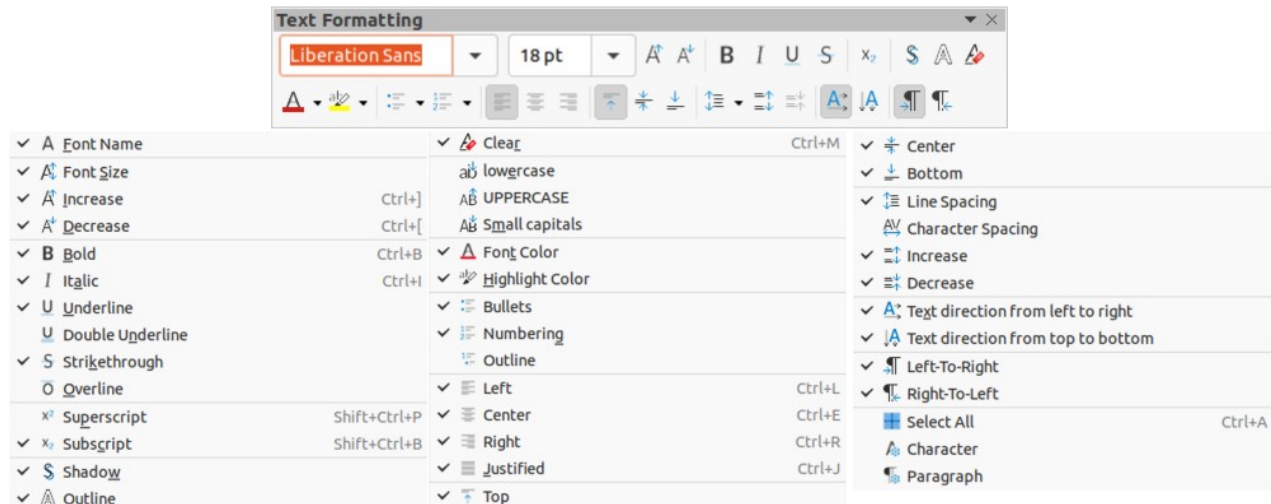 Text Formatting
Liberation Sans
18 pt
Font Name
Font Size
Increase Ctrl+]
Decrease Ctrl+[
Bold Ctrl+B
Italic Ctrl+I
Underline
Double Underline
Strikethrough
Overline
Superscript Shift+Ctrl+P
Subscript Shift+Ctrl+B
Shadow
Outline
Clear Ctrl+M
lowercase
UPPERCASE
Small capitals
Font Color
Highlight Color
Bullets
Numbering
Outline
Left Ctrl+L
Center Ctrl+E
Right Ctrl+R
Justified Ctrl+J
Top
Center
Bottom
Line Spacing
Character Spacing
Increase
Decrease
Text direction from left to right
Text direction from top to bottom
Left-To-Right
Right-To-Left
Select All Ctrl+A
Character
Paragraph